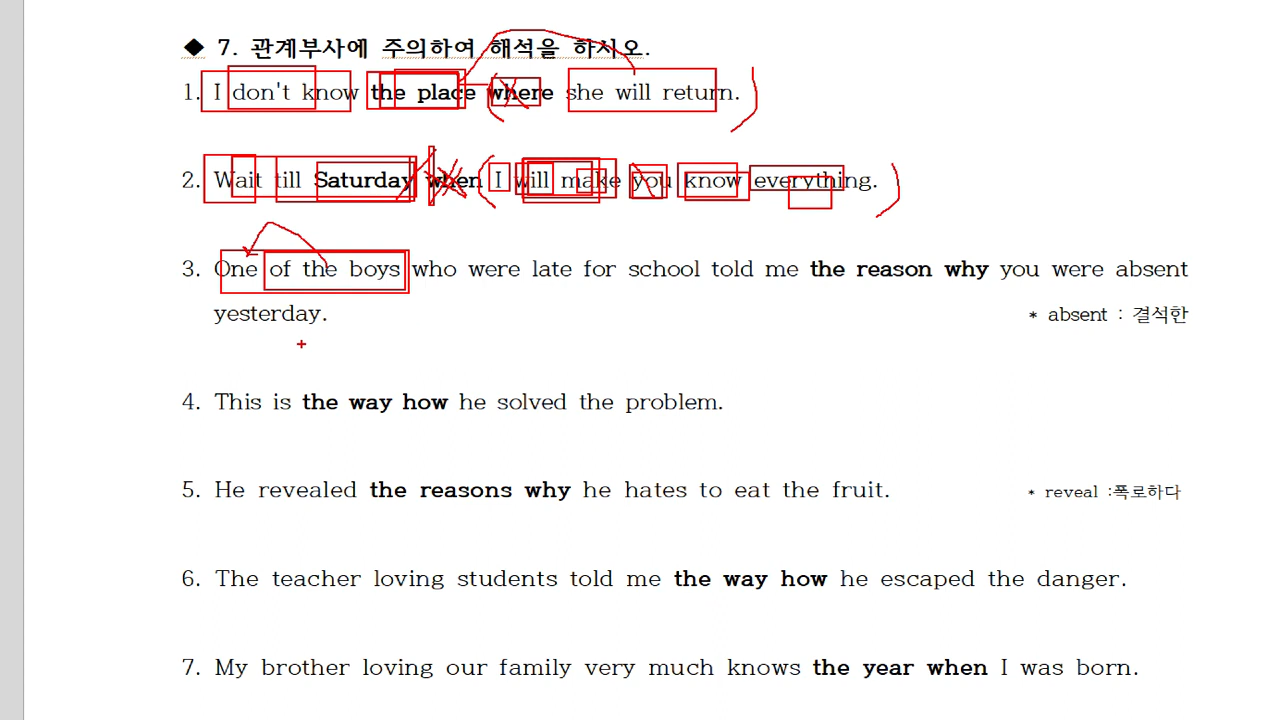 ◆ 7. 관계부사에 주의하여 해석을 하시오.
1. I don't know the place where she will return.
2. Wait till Saturday when I will make you know everything.
3. One of the boys who were late for school told me the reason why you were absent
yesterday. * absent : 결석한
4. This is the way how he solved the problem.
5. He revealed the reasons why he hates to eat the fruit. * reveal :폭로하다
6. The teacher loving students told me the way how he escaped the danger.
7. My brother loving our family very much knows the year when I was born.